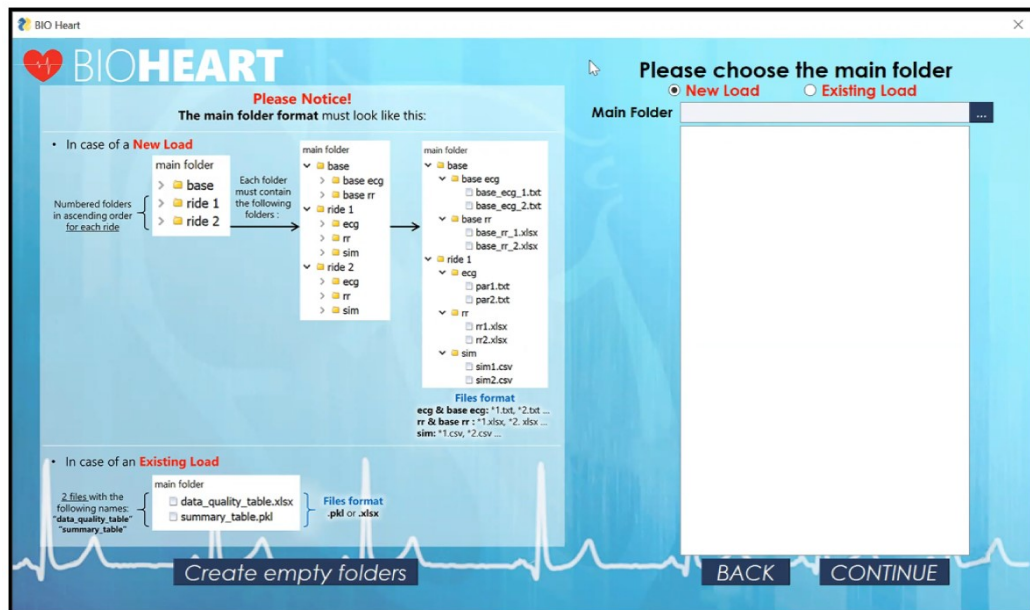 BIO Heart
BIOHEART
Please Notice!
The main folder format must look like this:
• In case of a New Load
Numbered folders
in ascending order
for each ride
main folder
base
ride 1
ride 2
Each folder
must contain
the following
folders :
main folder
base
base ecg
base rr
ride 1
ecg
rr
sim
ride 2
ecg
rr
sim
main folder
base
base ecg
base_ecg_1.txt
base_ecg_2.txt
base rr
base_rr_1.xlsx
base_rr_2.xlsx
ride 1
ecg
par1.txt
par2.txt
rr
rr1.xlsx
rr2.xlsx
sim
sim1.csv
sim2.csv
Files format
ecg & base ecg: *1.txt, *2.txt ...
rr & base rr : *1.xlsx, *2. xlsx ...
sim: *1.csv, *2.csv ...
• In case of an Existing Load
2 files with the
following names:
"data_quality_table"
"summary_table"
main folder
data_quality_table.xlsx
summary_table.pkl
Files format
.pkl or .xlsx
Create empty folders
Please choose the main folder
New Load Existing Load
Main Folder ...
BACK CONTINUE